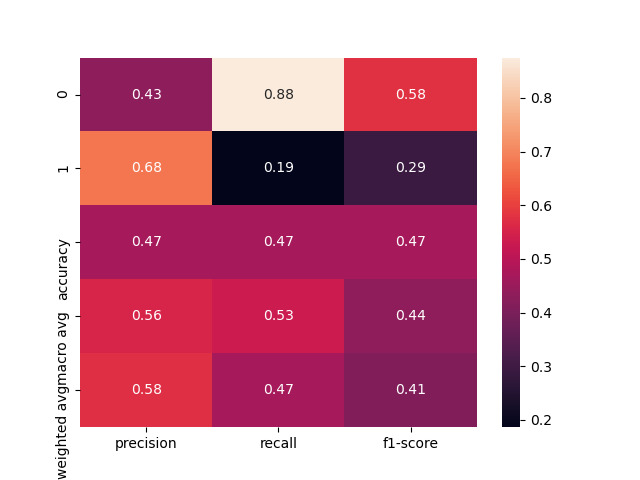 0 0.43 0.88 0.58
1 0.68 0.19 0.29
accuracy 0.47 0.47 0.47
macro avg 0.56 0.53 0.44
weighted avg 0.58 0.47 0.41
precision recall f1-score
0.8
0.7
0.6
0.5
0.4
0.3
0.2